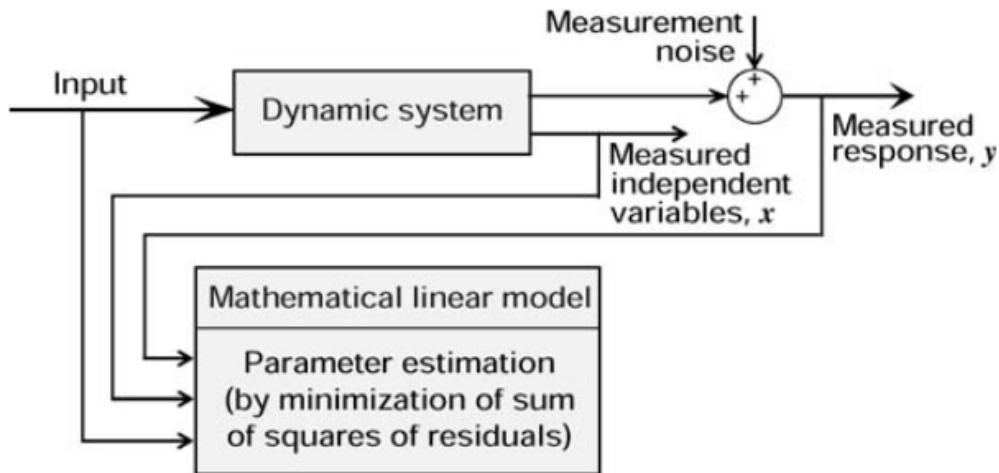 Measurement
noise
Input
+
+
Dynamic system
Measured
response, y
Measured
independent
variables, x
Mathematical linear model
Parameter estimation
(by minimization of sum
of squares of residuals)